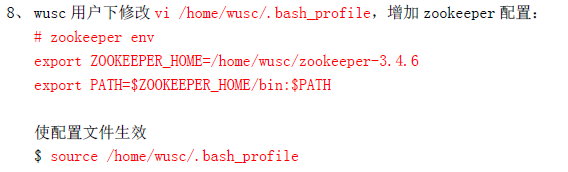 8、wusc 用户下修改 vi /home/wusc/.bash_profile，增加 zookeeper 配置：
# zookeeper env
export ZOOKEEPER_HOME=/home/wusc/zookeeper-3.4.6
export PATH=$ZOOKEEPER_HOME/bin:$PATH
使配置文件生效
$ source /home/wusc/.bash_profile